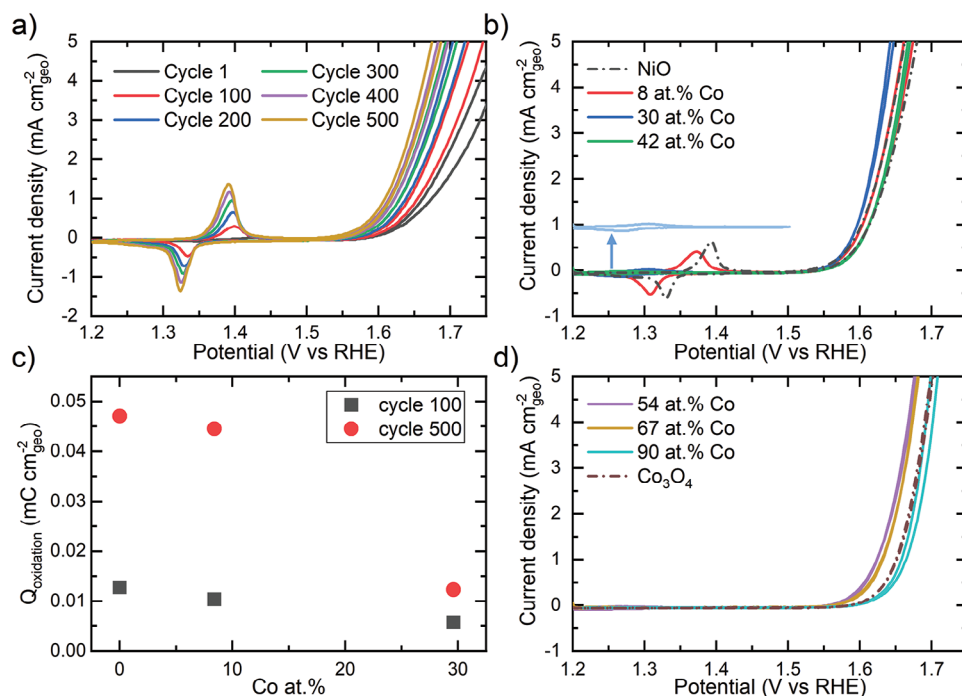 a)
Cycle 1
Cycle 100
Cycle 200
Cycle 300
Cycle 400
Cycle 500
Current density (mA cm⁻²geo)
5
4
3
2
1
0
-1
-2
1.2 1.3 1.4 1.5 1.6 1.7
Potential (V vs RHE)
b)
NiO
8 at.% Co
30 at.% Co
42 at.% Co
Current density (mA cm⁻²geo)
5
4
3
2
1
0
-1
1.2 1.3 1.4 1.5 1.6 1.7
Potential (V vs RHE)
c)
cycle 100
cycle 500
Qoxidation (mC cm⁻²geo)
0.05
0.04
0.03
0.02
0.01
0.00
0 10 20 30
Co at.%
d)
54 at.% Co
67 at.% Co
90 at.% Co
Co₃O₄
Current density (mA cm⁻²geo)
5
4
3
2
1
0
-1
1.2 1.3 1.4 1.5 1.6 1.7
Potential (V vs RHE)